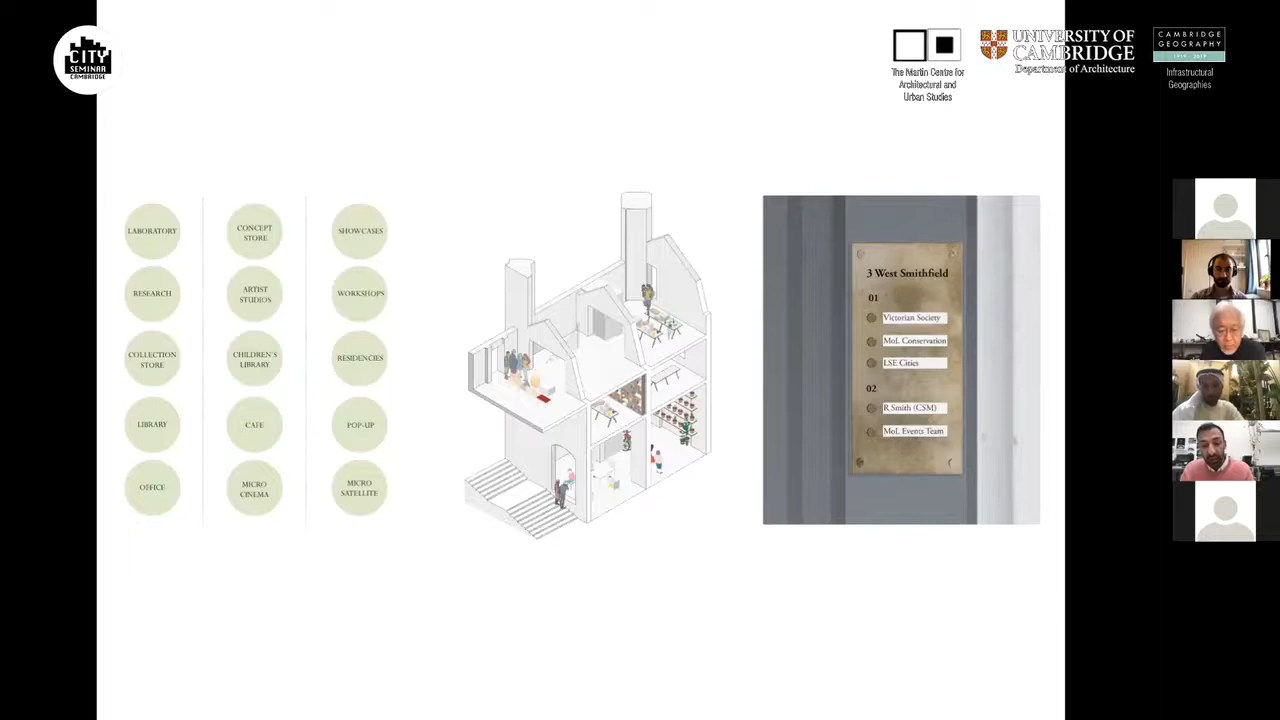 CITY
SEMINAR
CAMBRIDGE
The Martin Centre for
Architectural and
Urban Studies
UNIVERSITY OF
CAMBRIDGE
Department of Architecture
CAMBRIDGE
GEOGRAPHY
1919 - 2019
Infrastructural
Geographies
LABORATORY
RESEARCH
COLLECTION
STORE
LIBRARY
OFFICE
CONCEPT
STORE
ARTIST
STUDIOS
CHILDREN'S
LIBRARY
CAFE
MICRO
CINEMA
SHOWCASES
WORKSHOPS
RESIDENCIES
POP-UP
MICRO
SATELLITE
3 West Smithfield
01
Victorian Society
MoL Conservation
LSE Cities
02
R Smith (CSM)
MoL Events Team